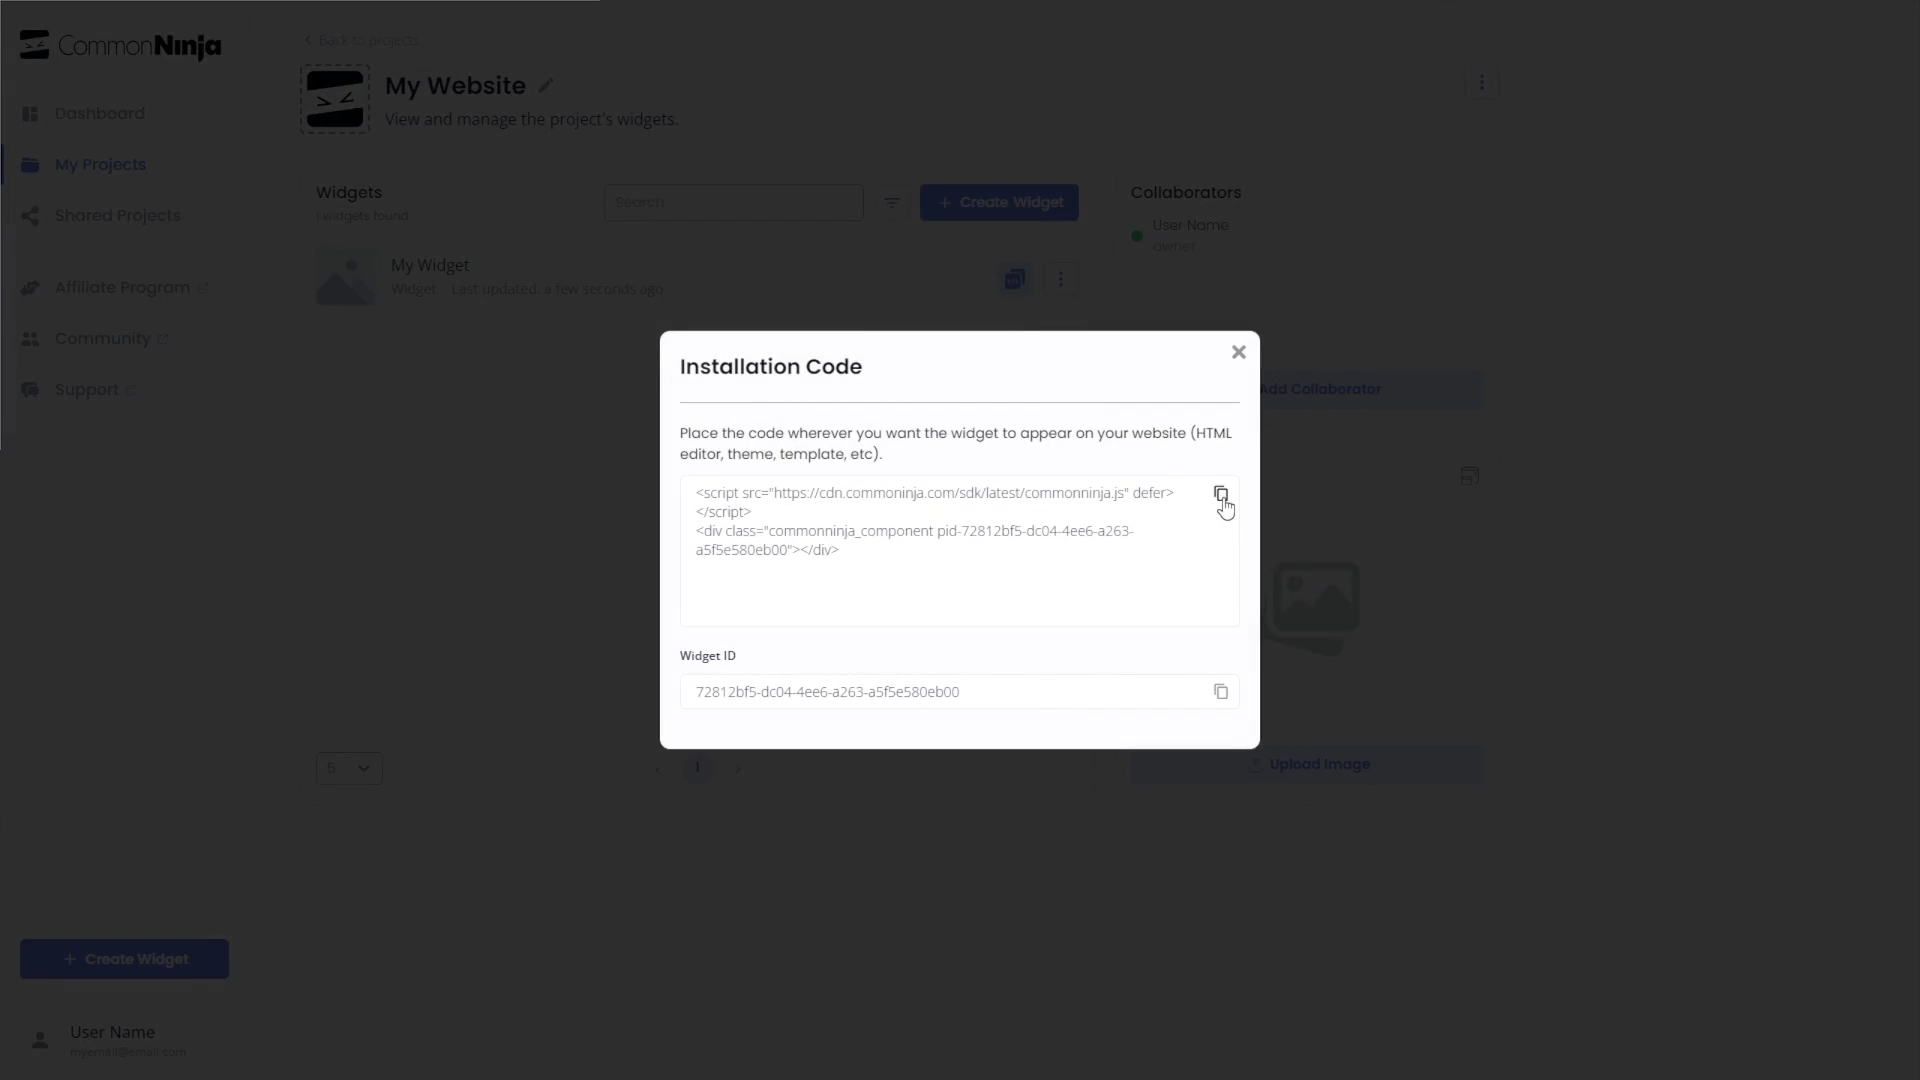 CommonNinja
Dashboard
My Projects
Shared Projects
Affiliate Program
Community
Support
Create Widget
User Name
myemail@email.com
Back to projects
My Website
View and manage the project's widgets.
Widgets
1 widgets found
Search
Create Widget
My Widget
Widget Last updated: a few seconds ago
5
1
Collaborators
User Name
owner
Add Collaborator
Upload Image
Installation Code
Place the code wherever you want the widget to appear on your website (HTML
editor, theme, template, etc).
<script src="https://cdn.commoninja.com/sdk/latest/commonninja.js" defer>
</script>
<div class="commonninja_component pid-72812bf5-dc04-4ee6-a263-
a5f5e580eb00"></div>
Widget ID
72812bf5-dc04-4ee6-a263-a5f5e580eb00